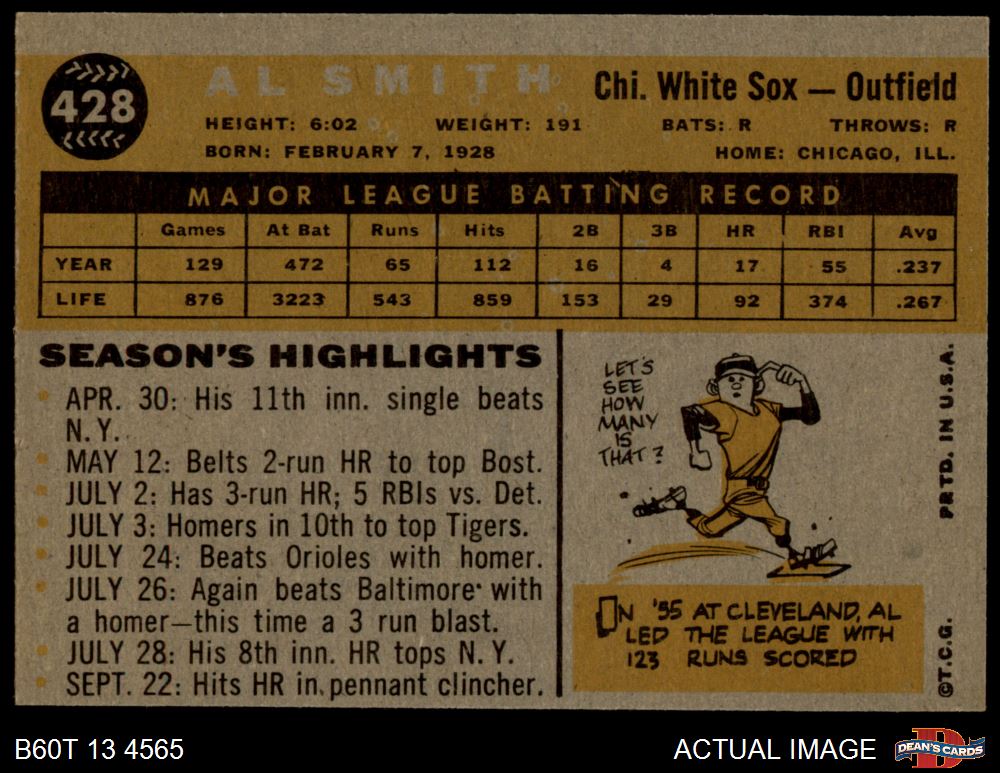 428
AL SMITH
Chi. White Sox — Outfield
HEIGHT: 6:02 WEIGHT: 191 BATS: R THROWS: R
BORN: FEBRUARY 7, 1928 HOME: CHICAGO, ILL.
MAJOR LEAGUE BATTING RECORD
Games At Bat Runs Hits 2B 3B HR RBI Avg
YEAR 129 472 65 112 16 4 17 55 .237
LIFE 876 3223 543 859 153 29 92 374 .267
SEASON'S HIGHLIGHTS
APR. 30: His 11th inn. single beats
N.Y.
MAY 12: Belts 2-run HR to top Bost.
JULY 2: Has 3-run HR; 5 RBIs vs. Det.
JULY 3: Homers in 10th to top Tigers.
JULY 24: Beats Orioles with homer.
JULY 26: Again beats Baltimore with
a homer—this time a 3 run blast.
JULY 28: His 8th inn. HR tops N.Y.
SEPT. 22: Hits HR in pennant clincher.
LET'S
SEE
HOW
MANY
IS
THAT?
IN '55 AT CLEVELAND, AL
LED THE LEAGUE WITH
123 RUNS SCORED
PRTD. IN U.S.A.
©T.C.G.
B60T 13 4565
ACTUAL IMAGE
DEAN'S CARDS